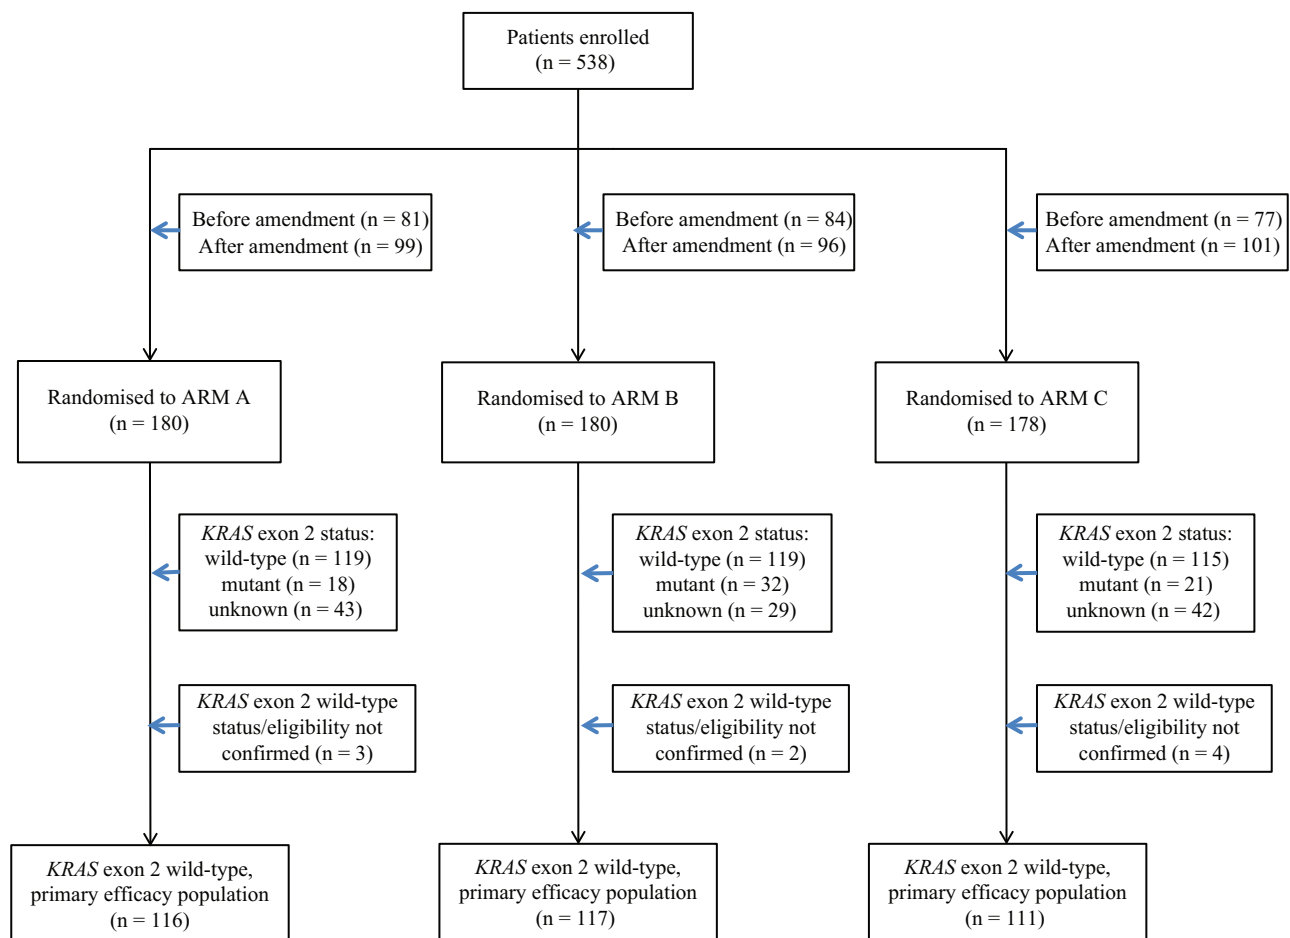 Patients enrolled
(n = 538)
Before amendment (n = 81)
After amendment (n = 99)
Before amendment (n = 84)
After amendment (n = 96)
Before amendment (n = 77)
After amendment (n = 101)
Randomised to ARM A
(n = 180)
Randomised to ARM B
(n = 180)
Randomised to ARM C
(n = 178)
KRAS exon 2 status:
wild-type (n = 119)
mutant (n = 18)
unknown (n = 43)
KRAS exon 2 status:
wild-type (n = 119)
mutant (n = 32)
unknown (n = 29)
KRAS exon 2 status:
wild-type (n = 115)
mutant (n = 21)
unknown (n = 42)
KRAS exon 2 wild-type
status/eligibility not
confirmed (n = 3)
KRAS exon 2 wild-type
status/eligibility not
confirmed (n = 2)
KRAS exon 2 wild-type
status/eligibility not
confirmed (n = 4)
KRAS exon 2 wild-type,
primary efficacy population
(n = 116)
KRAS exon 2 wild-type,
primary efficacy population
(n = 117)
KRAS exon 2 wild-type,
primary efficacy population
(n = 111)